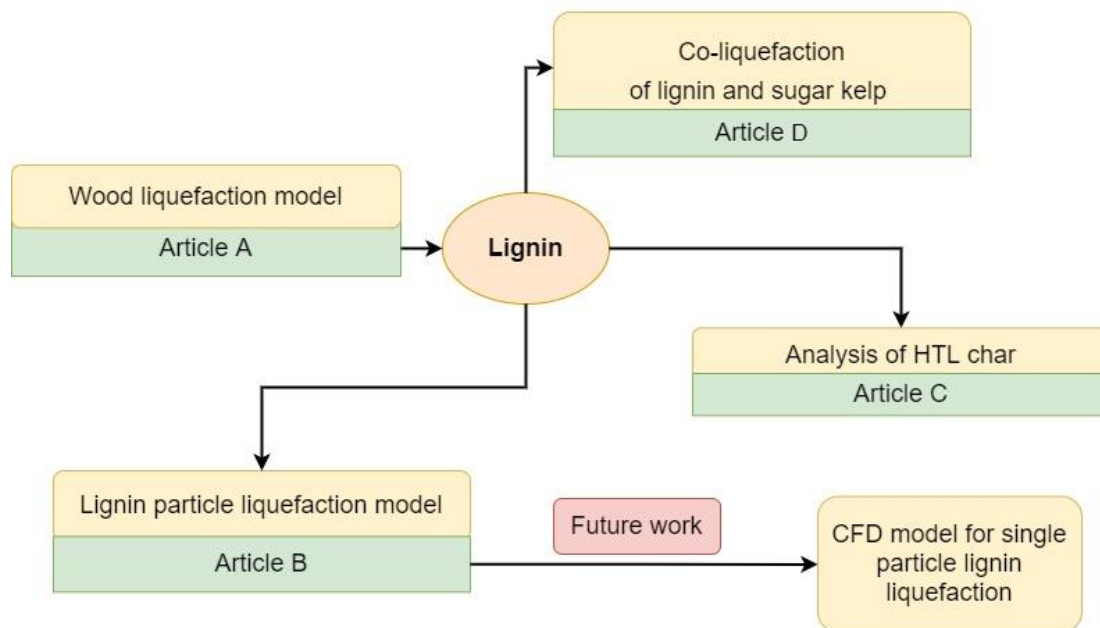 Co-liquefaction
of lignin and sugar kelp
Article D
Wood liquefaction model
Article A
Lignin
Analysis of HTL char
Article C
Lignin particle liquefaction model
Article B
Future work
CFD model for single
particle lignin
liquefaction